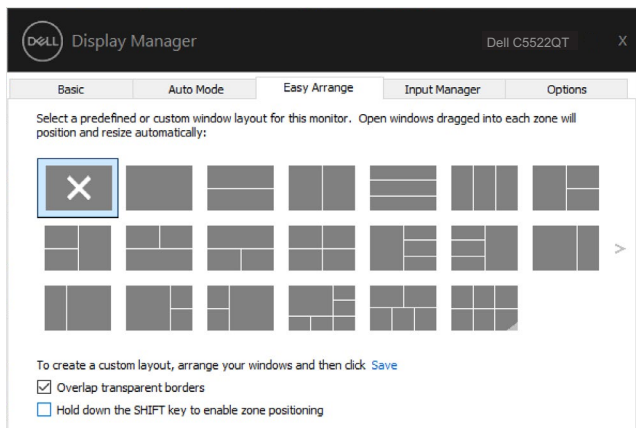 DELL Display Manager Dell C5522QT X
Basic Auto Mode Easy Arrange Input Manager Options
Select a predefined or custom window layout for this monitor. Open windows dragged into each zone will
position and resize automatically:
>
To create a custom layout, arrange your windows and then click Save
Overlap transparent borders
Hold down the SHIFT key to enable zone positioning